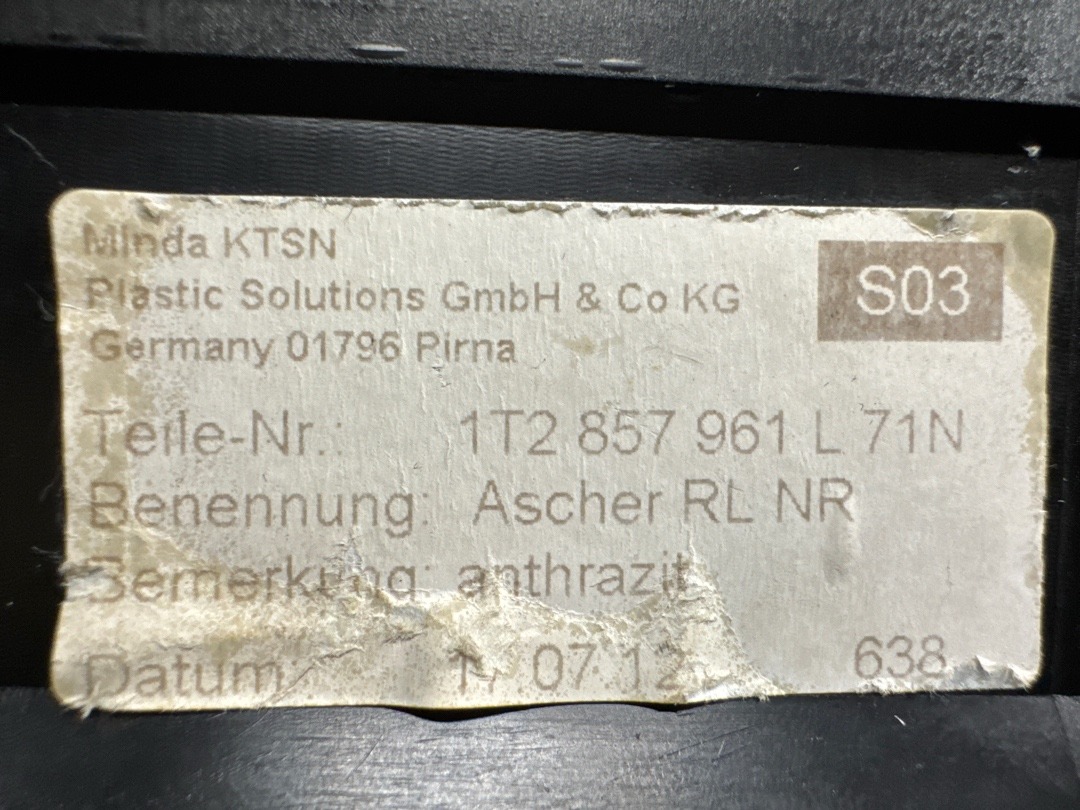 Minda KTSN
Plastic Solutions GmbH & Co KG
Germany 01796 Pirna
S03
Teile-Nr.: 1T2 857 961 L 71N
Benennung: Ascher RL NR
Bemerkung: anthrazit
Datum: .07 12 638